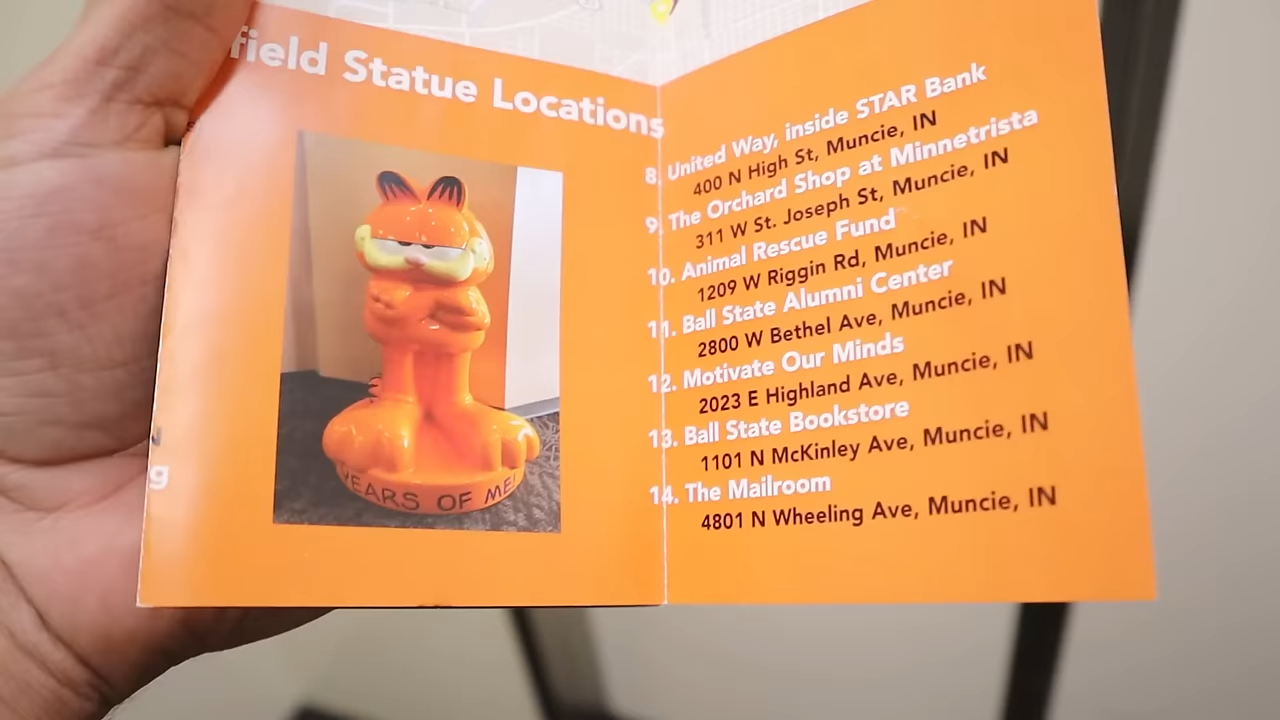 field Statue Locations
YEARS OF ME!
g
8. United Way, inside STAR Bank
400 N High St, Muncie, IN
9. The Orchard Shop at Minnetrista
311 W St. Joseph St, Muncie, IN
10. Animal Rescue Fund
1209 W Riggin Rd, Muncie, IN
11. Ball State Alumni Center
2800 W Bethel Ave, Muncie, IN
12. Motivate Our Minds
2023 E Highland Ave, Muncie, IN
13. Ball State Bookstore
1101 N McKinley Ave, Muncie, IN
14. The Mailroom
4801 N Wheeling Ave, Muncie, IN